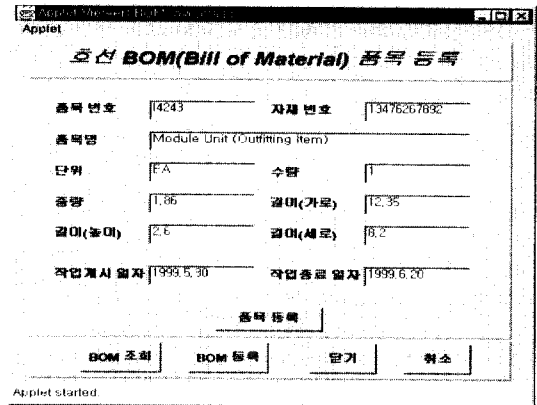 Applet
호선 BOM(Bill of Material) 품목 등록
품목 번호 I4243 자재 번호 13476267892
품목명 Module Unit (Outfitting Item)
단위 EA 수량 1
중량 1,86 길이(가로) 12,35
길이(높이) 2,6 길이(세로) 8,2
작업개시 일자 1999,5,30 작업종료 일자 1999,6,20
품목 등록
BOM 조회 BOM 등록 닫기 취소
Applet started.